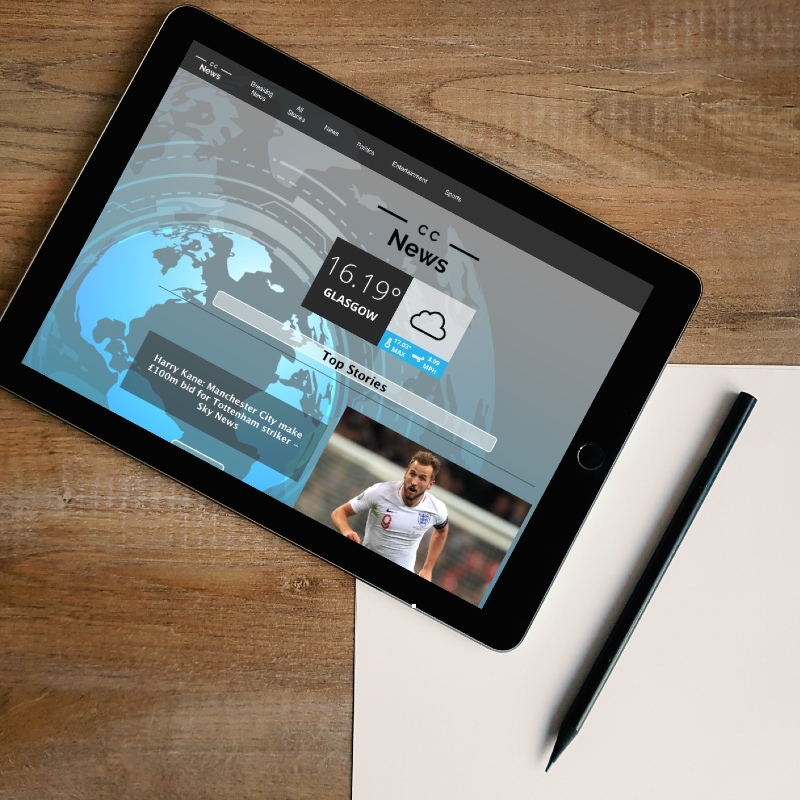 CC
News
Breaking
News
All
Stories
News
Politics
Entertainment
Sports
CC
News
16.19°
GLASGOW
17.03°
MAX
3.09
MPH
Top Stories
Harry Kane: Manchester City make
£100m bid for Tottenham striker –
Sky News
9